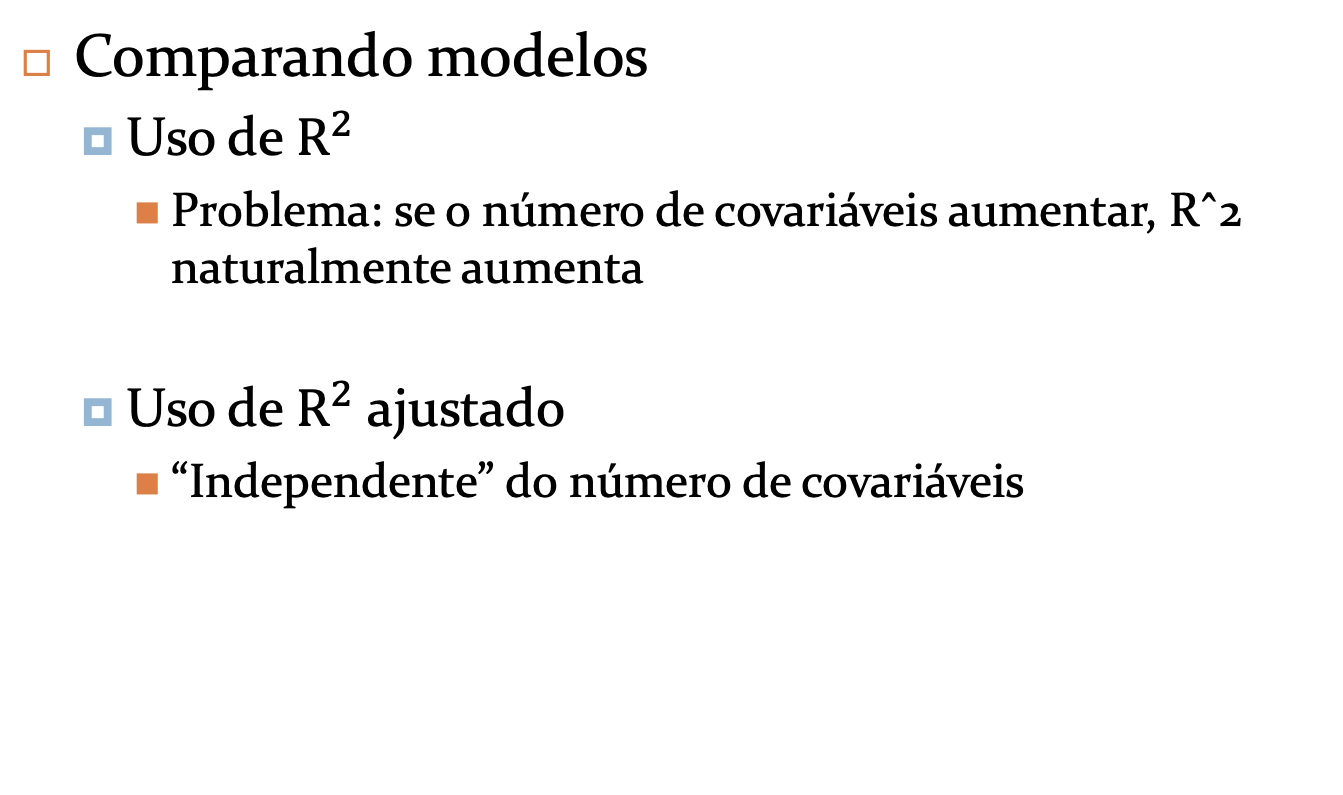 Comparando modelos
Uso de R²
Problema: se o número de covariáveis aumentar, R^2
naturalmente aumenta
Uso de R² ajustado
“Independente” do número de covariáveis